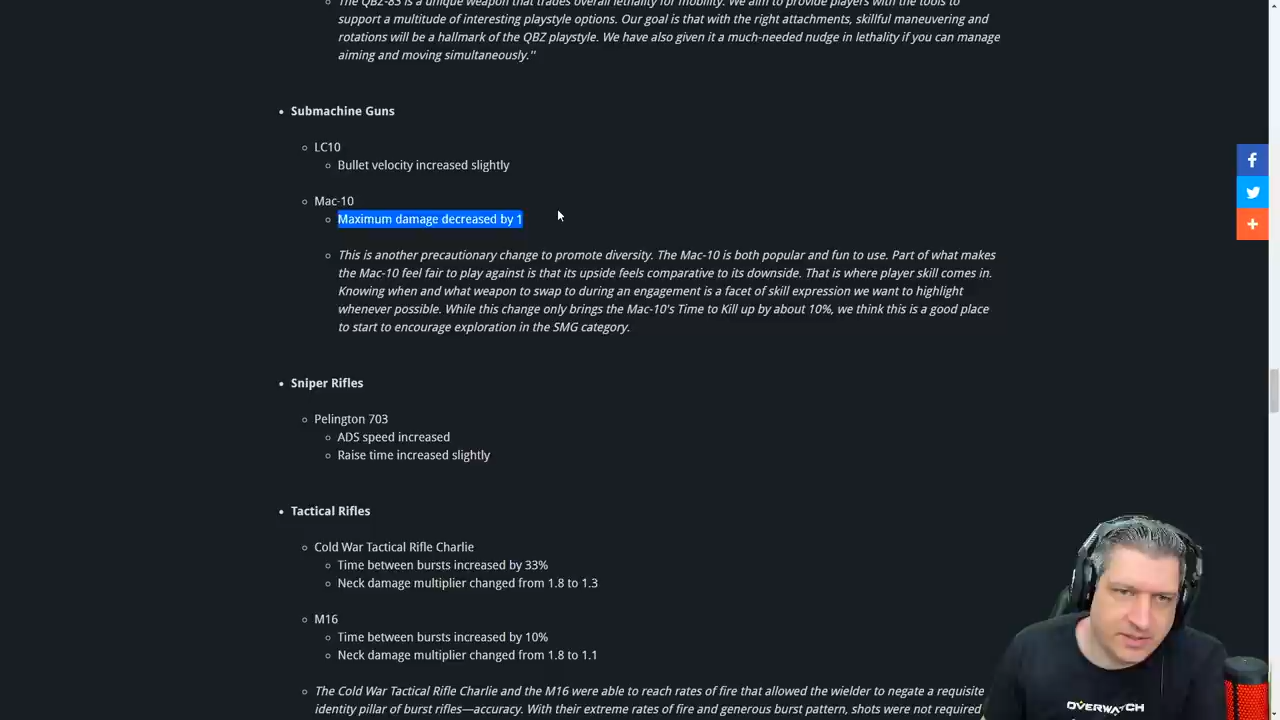 The QBZ-83 is a unique weapon that trades overall lethality for mobility. We aim to provide players with the tools to
support a multitude of interesting playstyle options. Our goal is that with the right attachments, skillful maneuvering and
rotations will be a hallmark of the QBZ playstyle. We have also given it a much-needed nudge in lethality if you can manage
aiming and moving simultaneously."
Submachine Guns
LC10
Bullet velocity increased slightly
Mac-10
Maximum damage decreased by 1
This is another precautionary change to promote diversity. The Mac-10 is both popular and fun to use. Part of what makes
the Mac-10 feel fair to play against is that its upside feels comparative to its downside. That is where player skill comes in.
Knowing when and what weapon to swap to during an engagement is a facet of skill expression we want to highlight
whenever possible. While this change only brings the Mac-10's Time to Kill up by about 10%, we think this is a good place
to start to encourage exploration in the SMG category.
Sniper Rifles
Pelington 703
ADS speed increased
Raise time increased slightly
Tactical Rifles
Cold War Tactical Rifle Charlie
Time between bursts increased by 33%
Neck damage multiplier changed from 1.8 to 1.3
M16
Time between bursts increased by 10%
Neck damage multiplier changed from 1.8 to 1.1
The Cold War Tactical Rifle Charlie and the M16 were able to reach rates of fire that allowed the wielder to negate a requisite
identity pillar of burst rifles—accuracy. With their extreme rates of fire and generous burst pattern, shots were not required
OVERWATCH